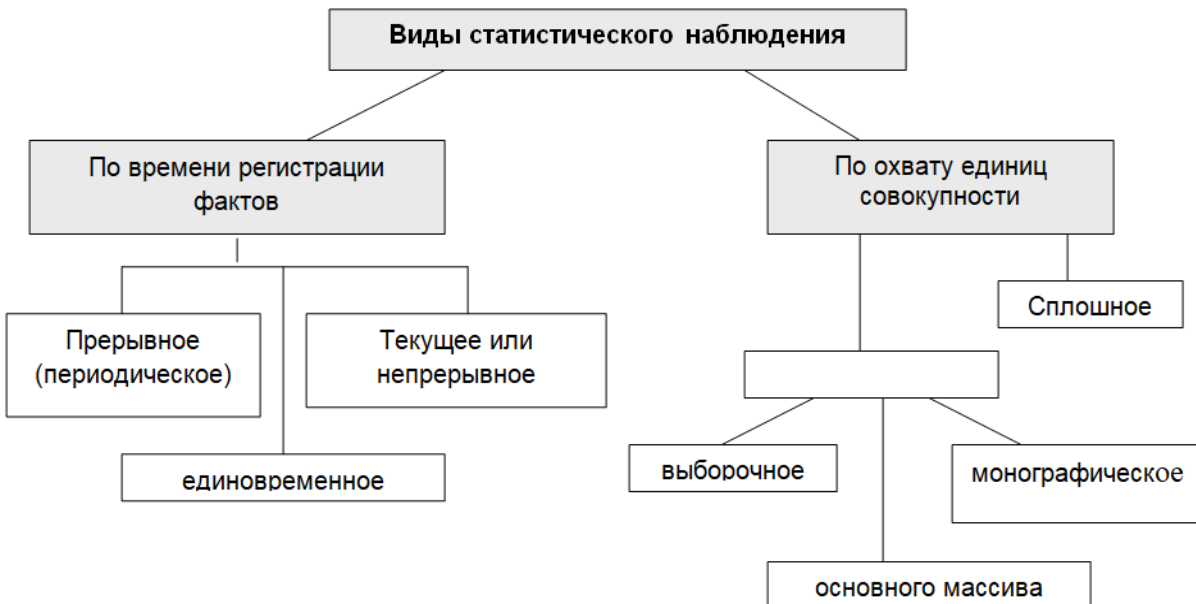 Виды статистического наблюдения
По времени регистрации
фактов
По охвату единиц
совокупности
Прерывное
(периодическое)
Текущее или
непрерывное
единовременное
Сплошное
выборочное
монографическое
основного массива